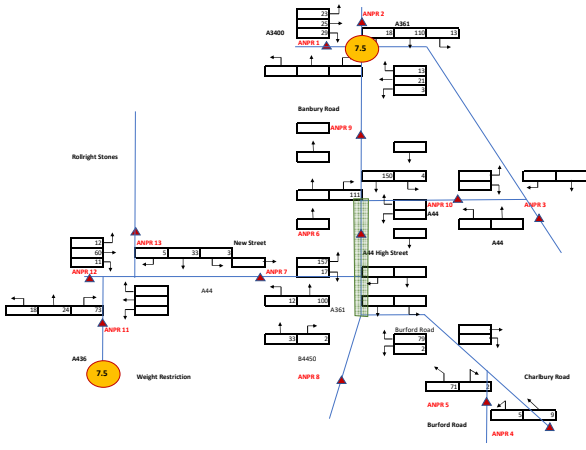 ANPR 2
23
A3400
25
29
A361
18 110 13
ANPR 1
7.5
13
21
3
Banbury Road
ANPR 9
Rollright Stones
150 4
111
ANPR 10
ANPR 3
A44
ANPR 6
A44
ANPR 13
New Street
A44 High Street
12
60
11
5 33 3
157
17
ANPR 12
ANPR 7
A44
12 100
A361
18 24 73
ANPR 11
33 2
Burford Road
79
2
A436
B4450
7.5
Weight Restriction
ANPR 8
Charlbury Road
71 2
ANPR 5
5 9
Burford Road
ANPR 4